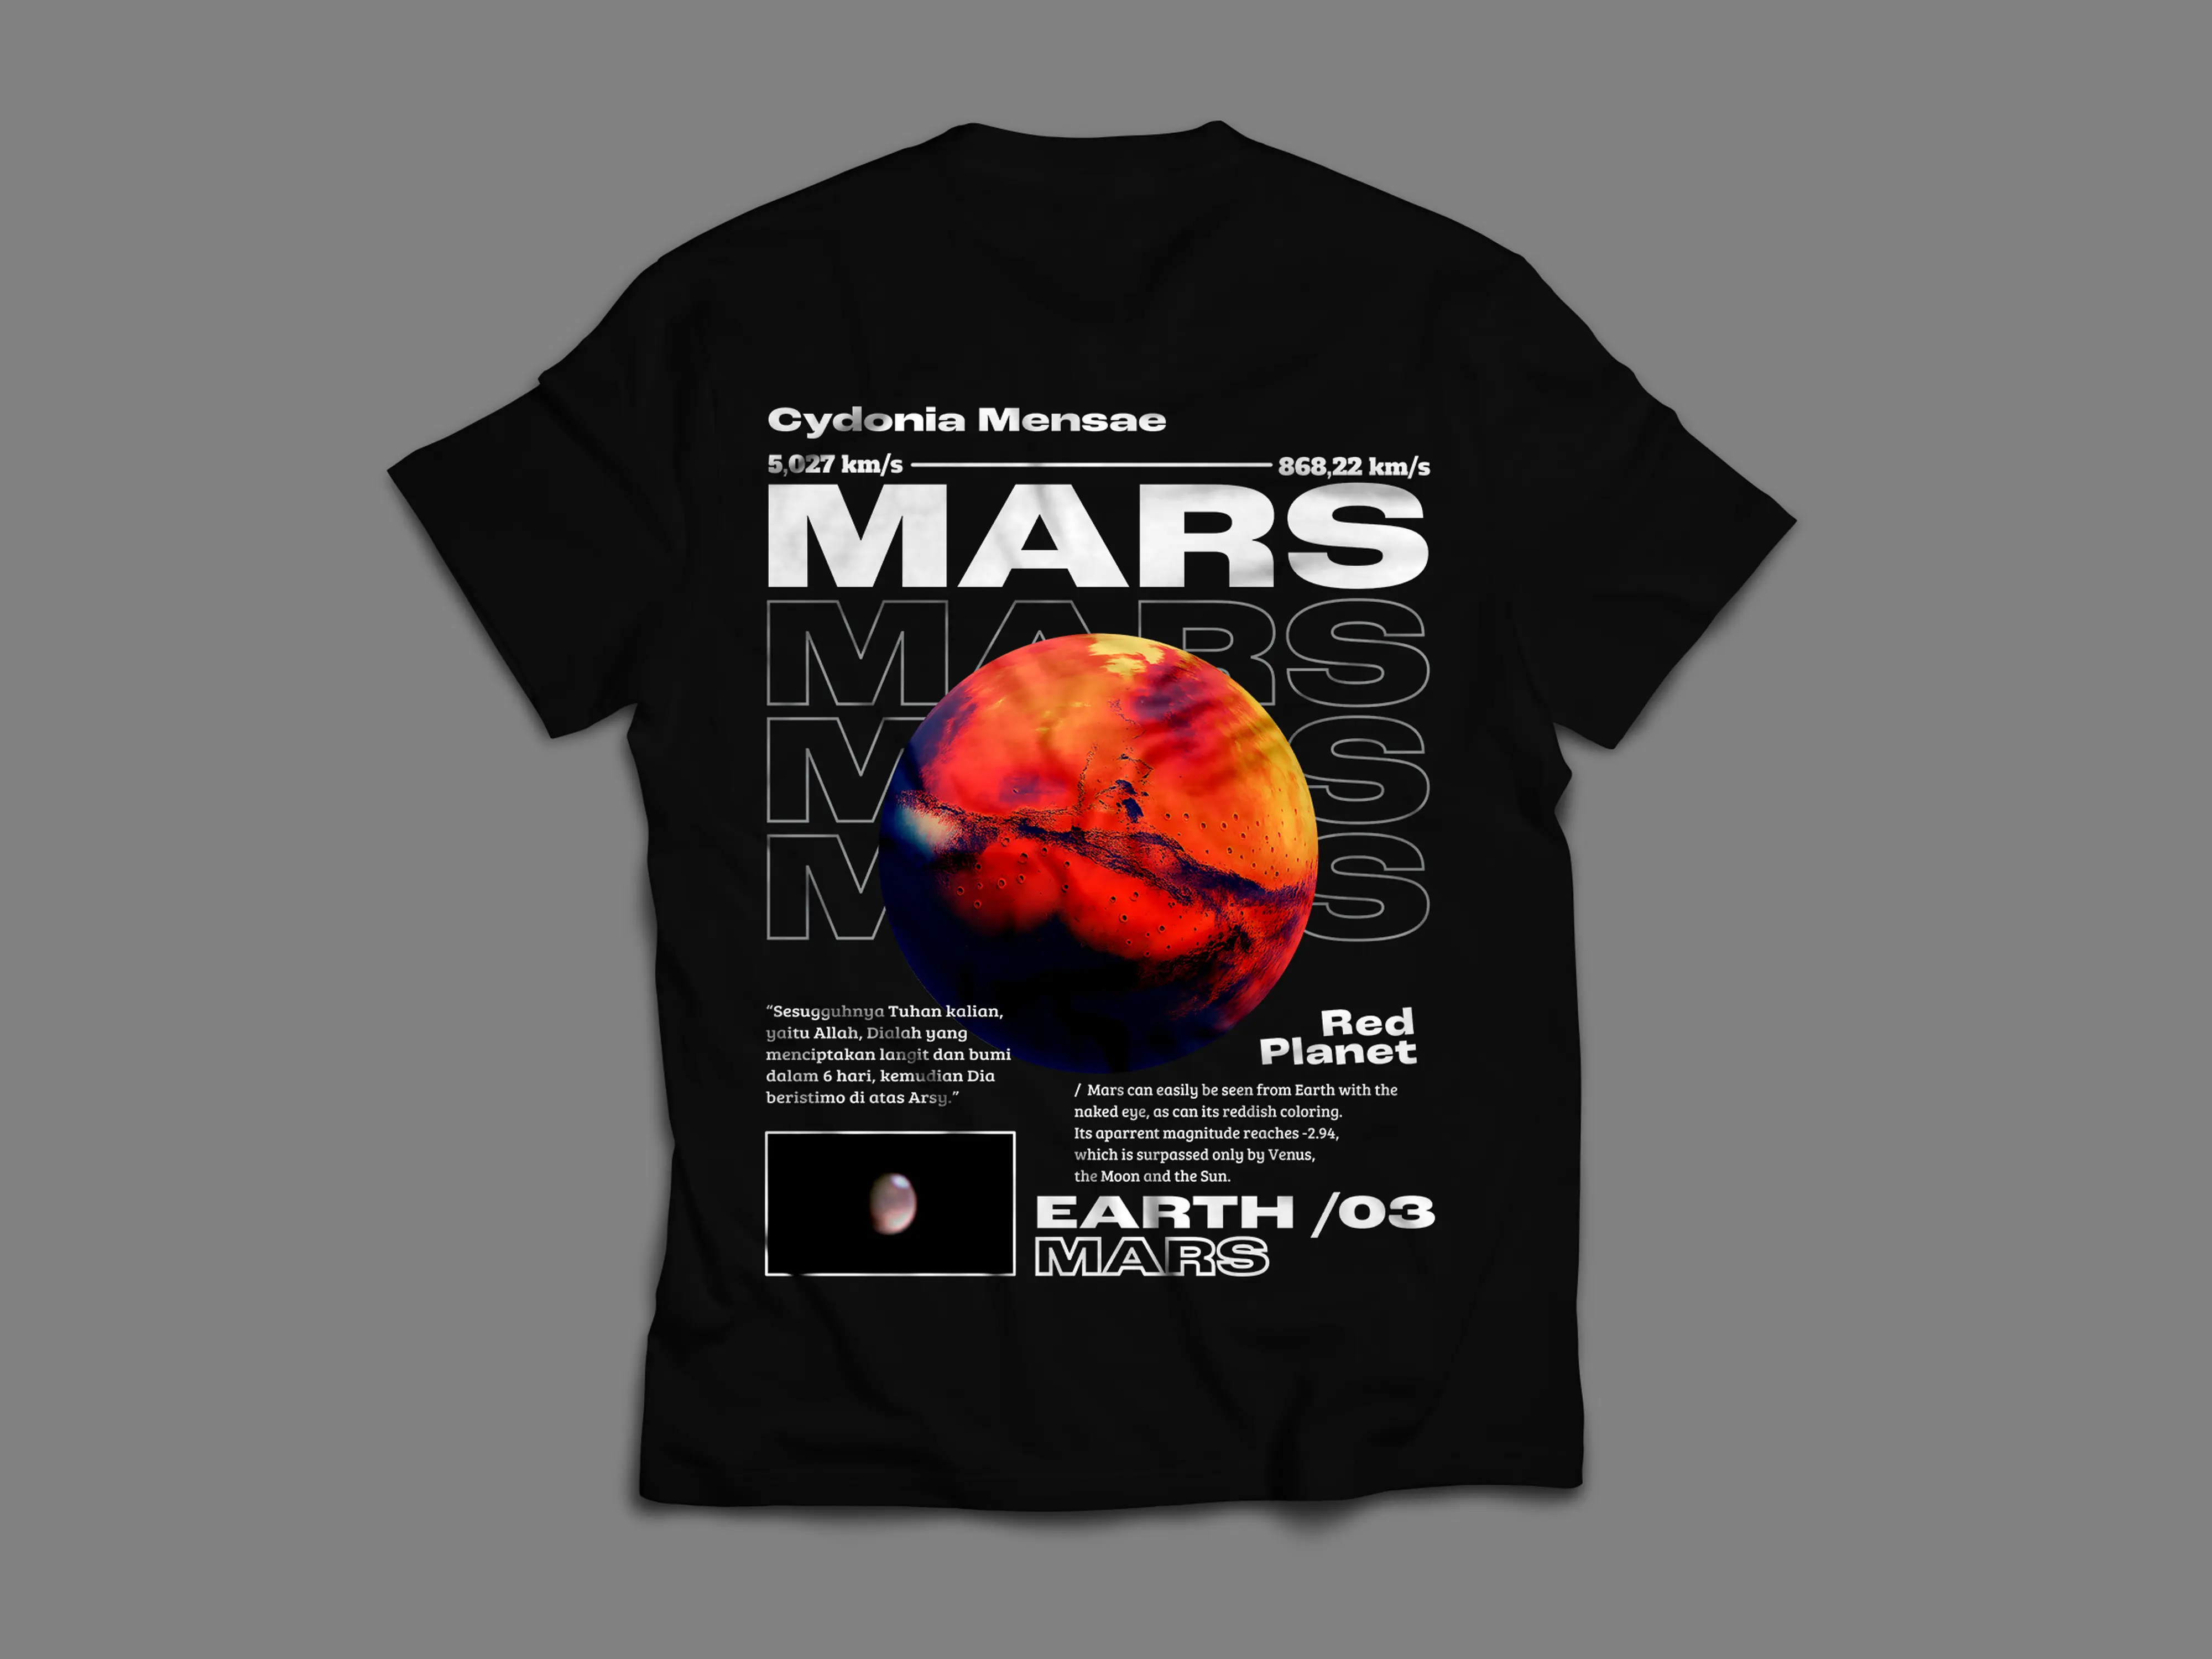 Cydonia Mensae
5,027 km/s 868,22 km/s
MARS
MARS
MARS
MARS
“Sesugguhnya Tuhan kalian,
yaitu Allah, Dialah yang
menciptakan langit dan bumi
dalam 6 hari, kemudian Dia
beristimo di atas Arsy.”
Red
Planet
/ Mars can easily be seen from Earth with the
naked eye, as can its reddish coloring.
Its aparrent magnitude reaches -2.94,
which is surpassed only by Venus,
the Moon and the Sun.
EARTH /03
MARS